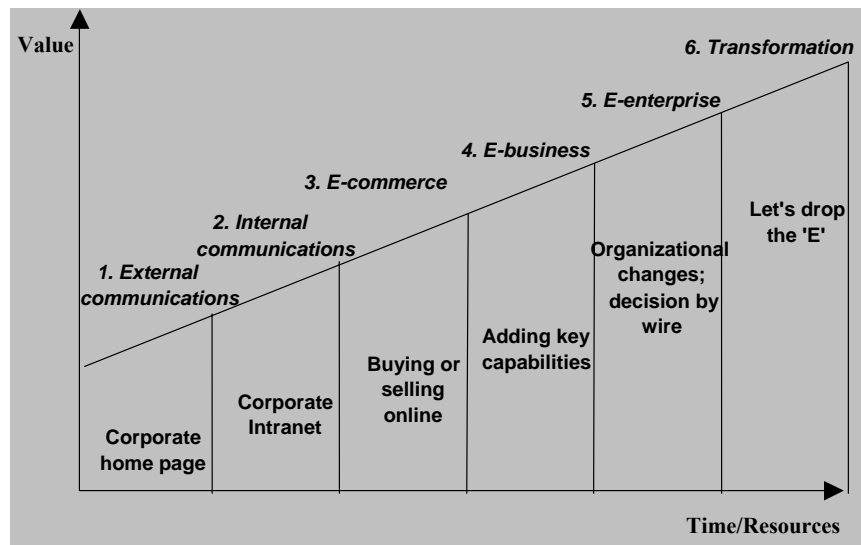 Value
6. Transformation
5. E-enterprise
4. E-business
3. E-commerce
2. Internal
communications
1. External
communications
Let's drop
the 'E'
Organizational
changes;
decision by
wire
Adding key
capabilities
Buying or
selling
online
Corporate
Intranet
Corporate
home page
Time/Resources